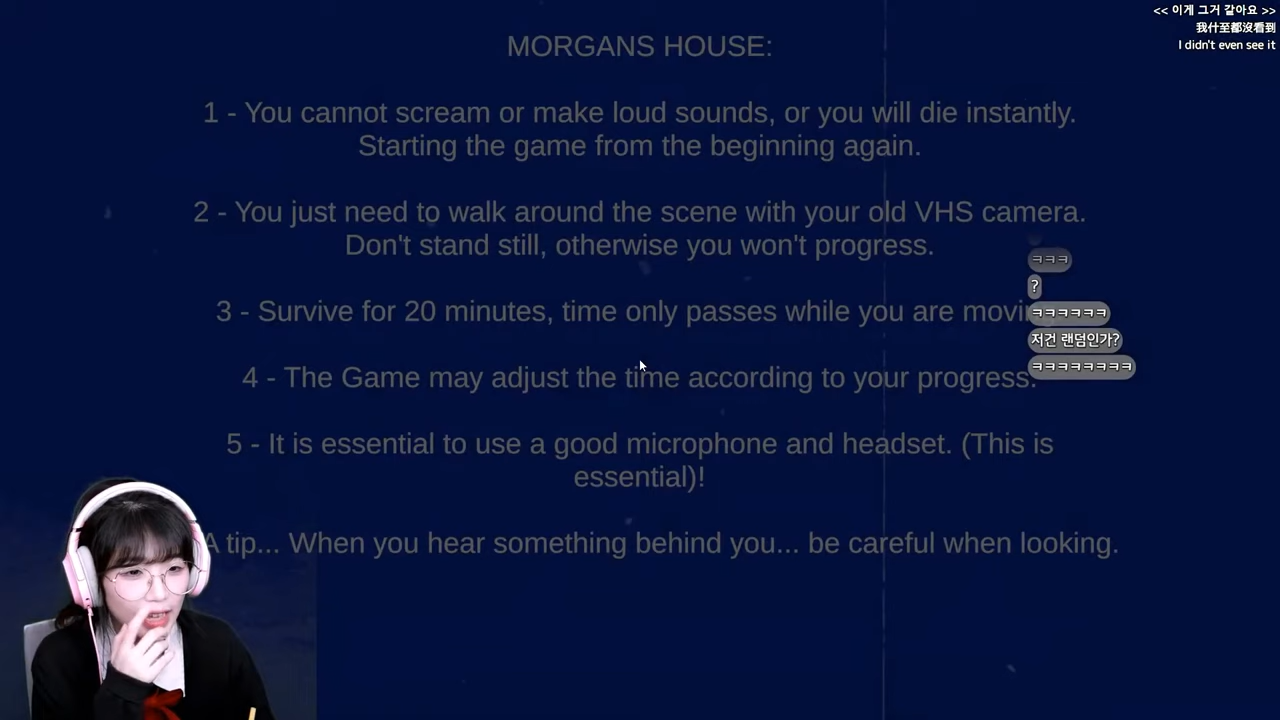 << 이게 그거 같아요 >>
我什至都沒看到
I didn't even see it
MORGANS HOUSE:
1 - You cannot scream or make loud sounds, or you will die instantly.
Starting the game from the beginning again.
2 - You just need to walk around the scene with your old VHS camera.
Don't stand still, otherwise you won't progress.
3 - Survive for 20 minutes, time only passes while you are movin
4 - The Game may adjust the time according to your progress.
5 - It is essential to use a good microphone and headset. (This is
essential)!
A tip... When you hear something behind you... be careful when looking.
ㅋㅋㅋ
?
ㅋㅋㅋㅋㅋㅋ
저건 랜덤인가?
ㅋㅋㅋㅋㅋㅋㅋㅋ